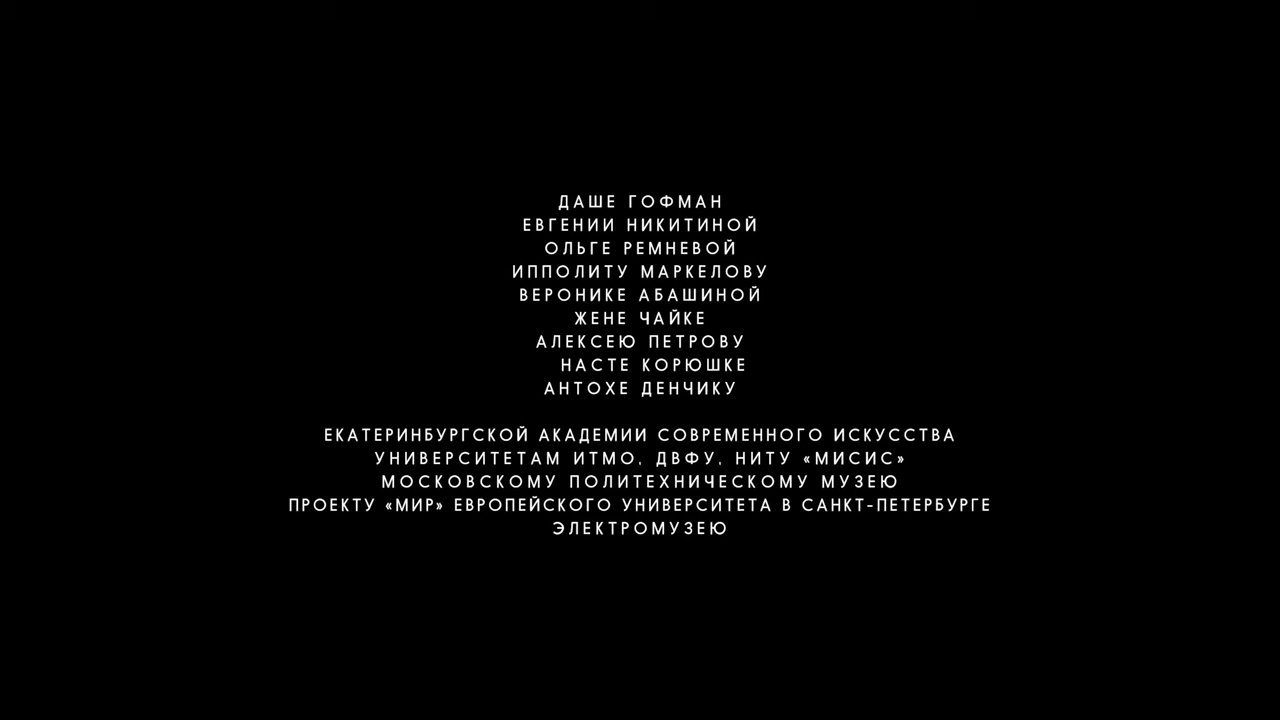 ДАШЕ ГОФМАН
ЕВГЕНИИ НИКИТИНОЙ
ОЛЬГЕ РЕМНЕВОЙ
ИППОЛИТУ МАРКЕЛОВУ
ВЕРОНИКЕ АБАШИНОЙ
ЖЕНЕ ЧАЙКЕ
АЛЕКСЕЮ ПЕТРОВУ
НАСТЕ КОРЮШКЕ
АНТОХЕ ДЕНЧИКУ
ЕКАТЕРИНБУРГСКОЙ АКАДЕМИИ СОВРЕМЕННОГО ИСКУССТВА
УНИВЕРСИТЕТАМ ИТМО, ДВФУ, НИТУ «МИСИС»
МОСКОВСКОМУ ПОЛИТЕХНИЧЕСКОМУ МУЗЕЮ
ПРОЕКТУ «МИР» ЕВРОПЕЙСКОГО УНИВЕРСИТЕТА В САНКТ-ПЕТЕРБУРГЕ
ЭЛЕКТРОМУЗЕЮ